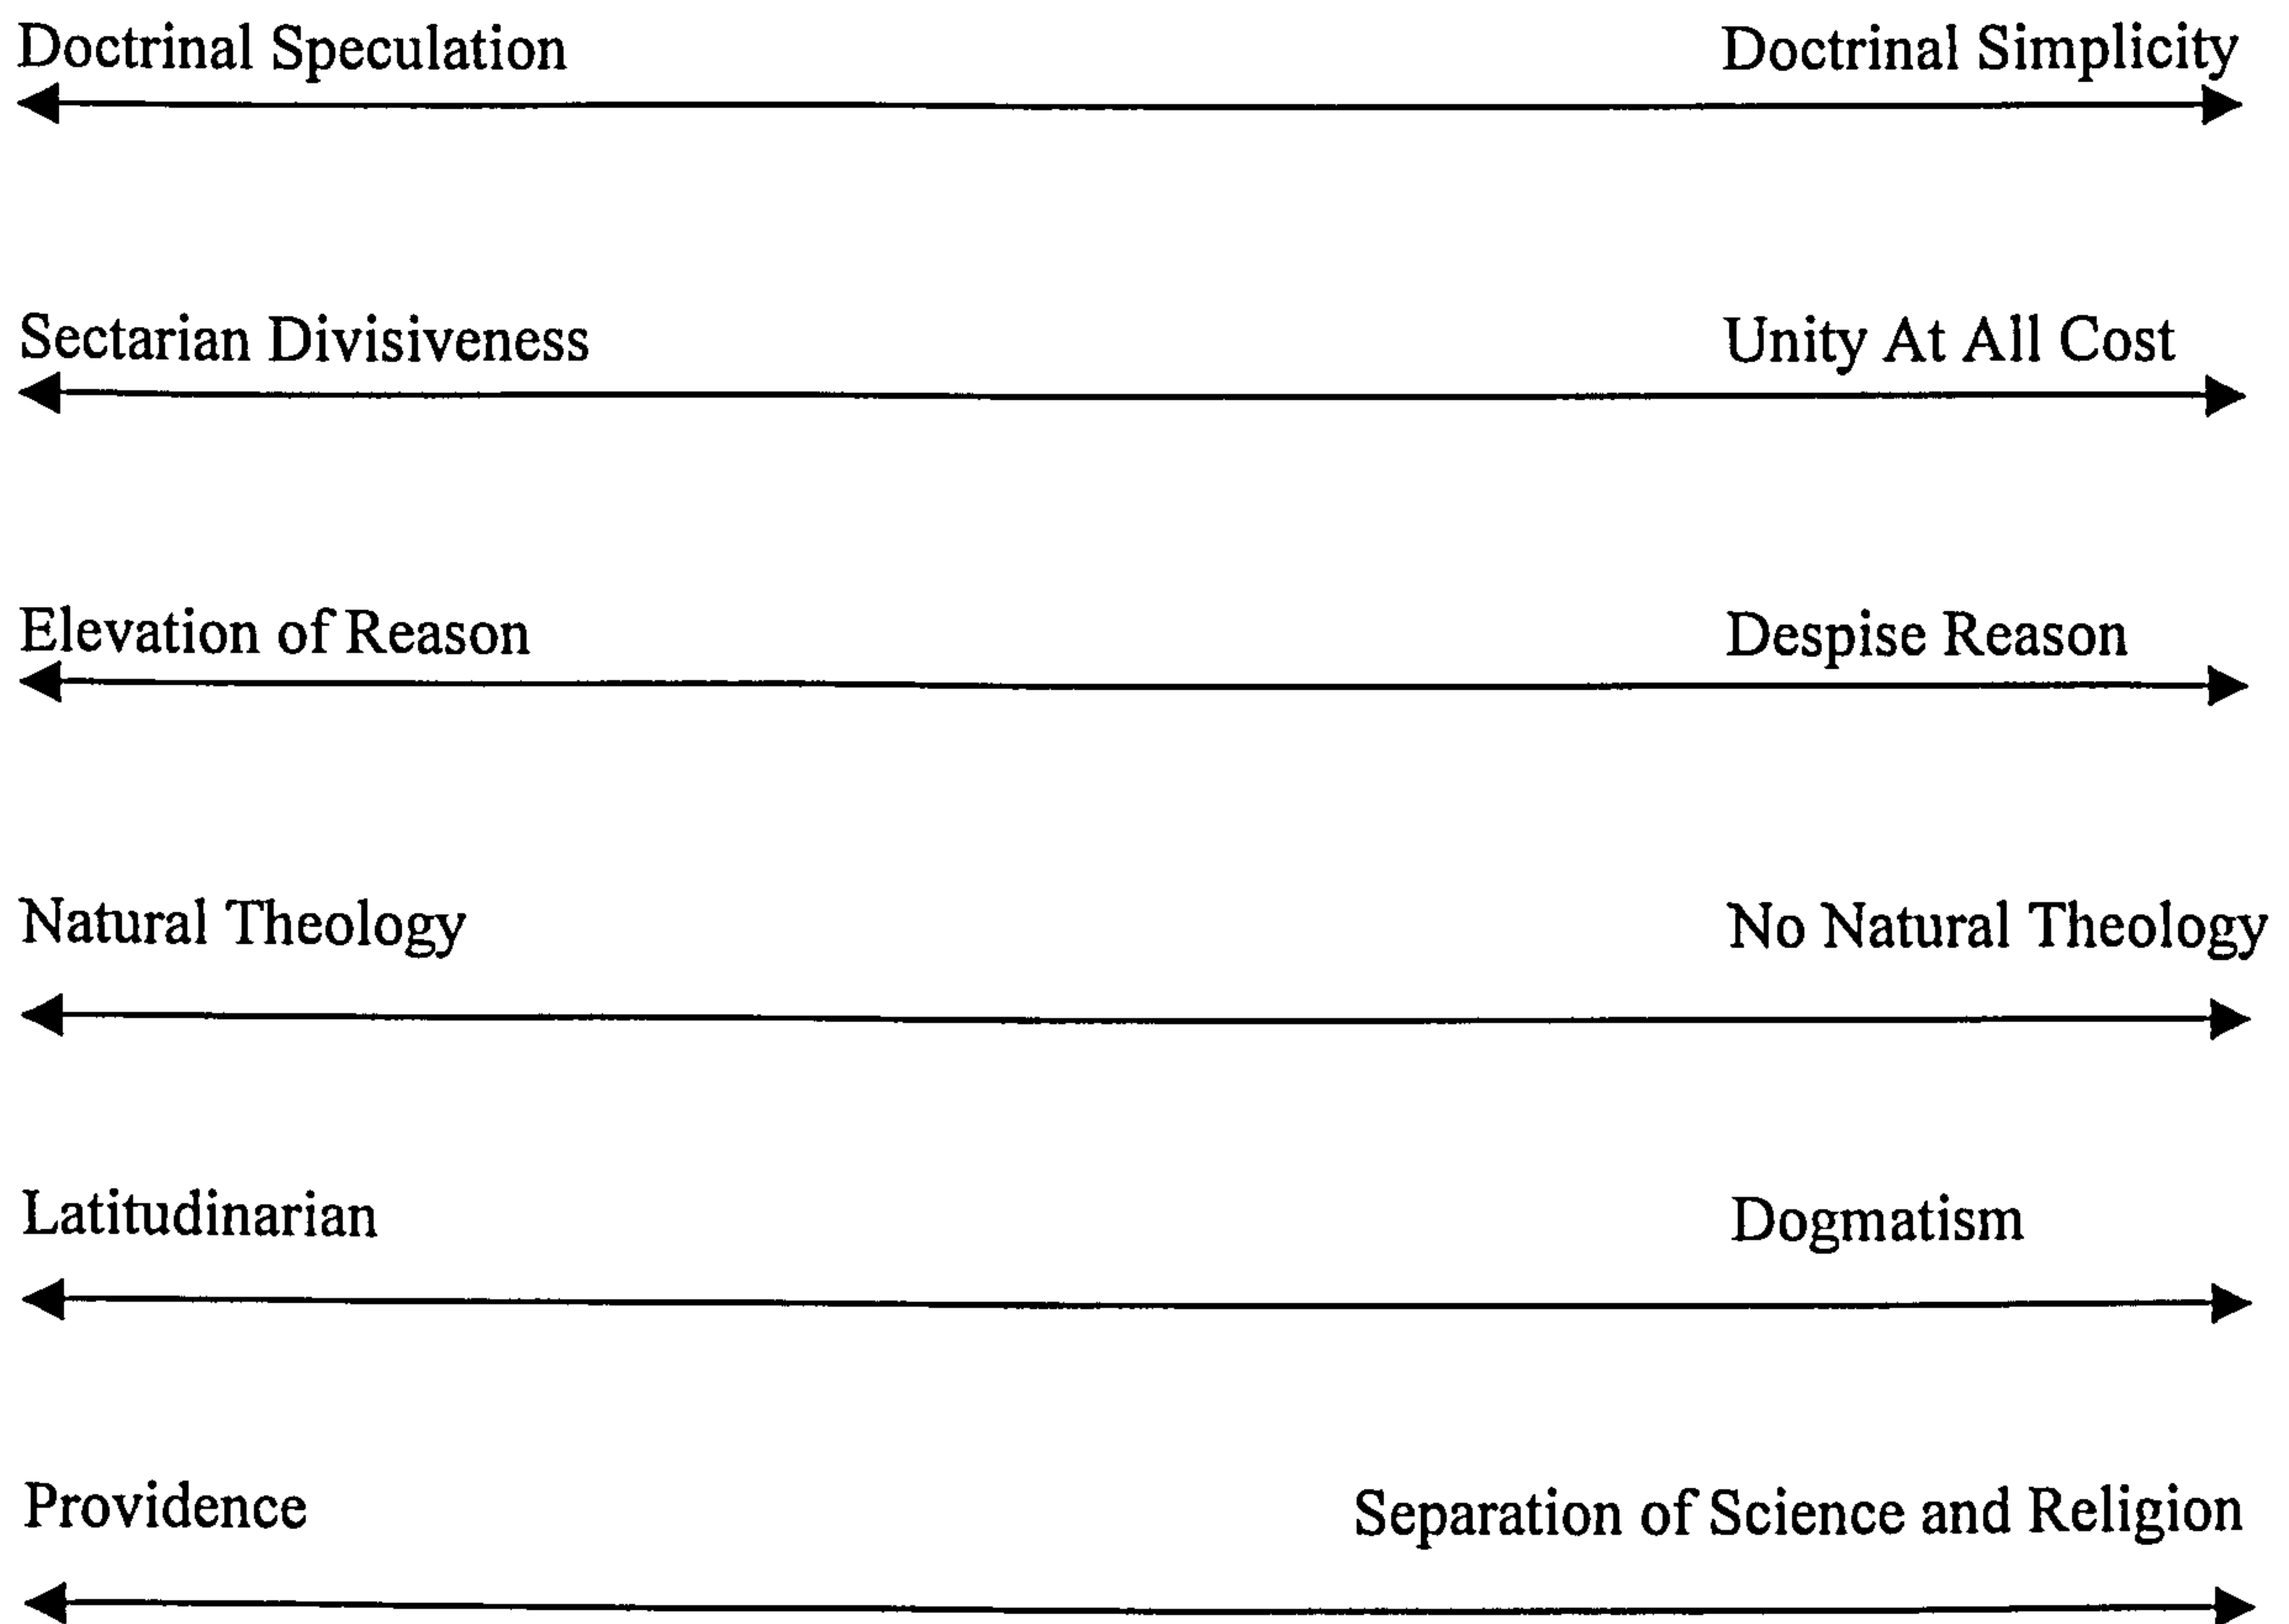 Doctrinal Speculation Doctrinal Simplicity
Sectarian Divisiveness Unity At All Cost
Elevation of Reason Despise Reason
Natural Theology No Natural Theology
Latitudinarian Dogmatism
Providence Separation of Science and Religion